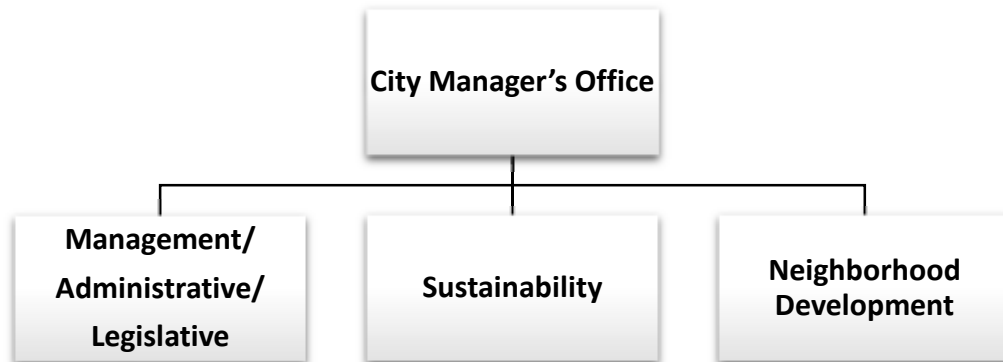 City Manager’s Office
Management/
Administrative/
Legislative
Sustainability
Neighborhood
Development